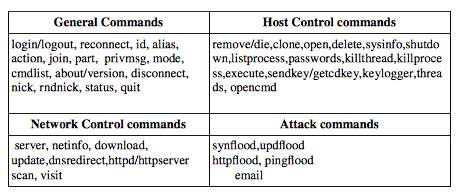 General Commands
login/logout, reconnect, id, alias,
action, join, part,  privmsg, mode,
cmdlist, about/version, disconnect,
nick, rndnick, status, quit
Host Control commands
remove/die,clone,open,delete,sysinfo,shutdo
wn,listprocess,passwords,killthread,killproc
ess,execute,sendkey/getcdkey,keylogger,threa
ds, opencmd
Network Control commands
server, netinfo, download,
update,dnsredirect,httpd/httpserver
scan, visit
Attack commands
synflood,updflood
httpflood, pingflood
email